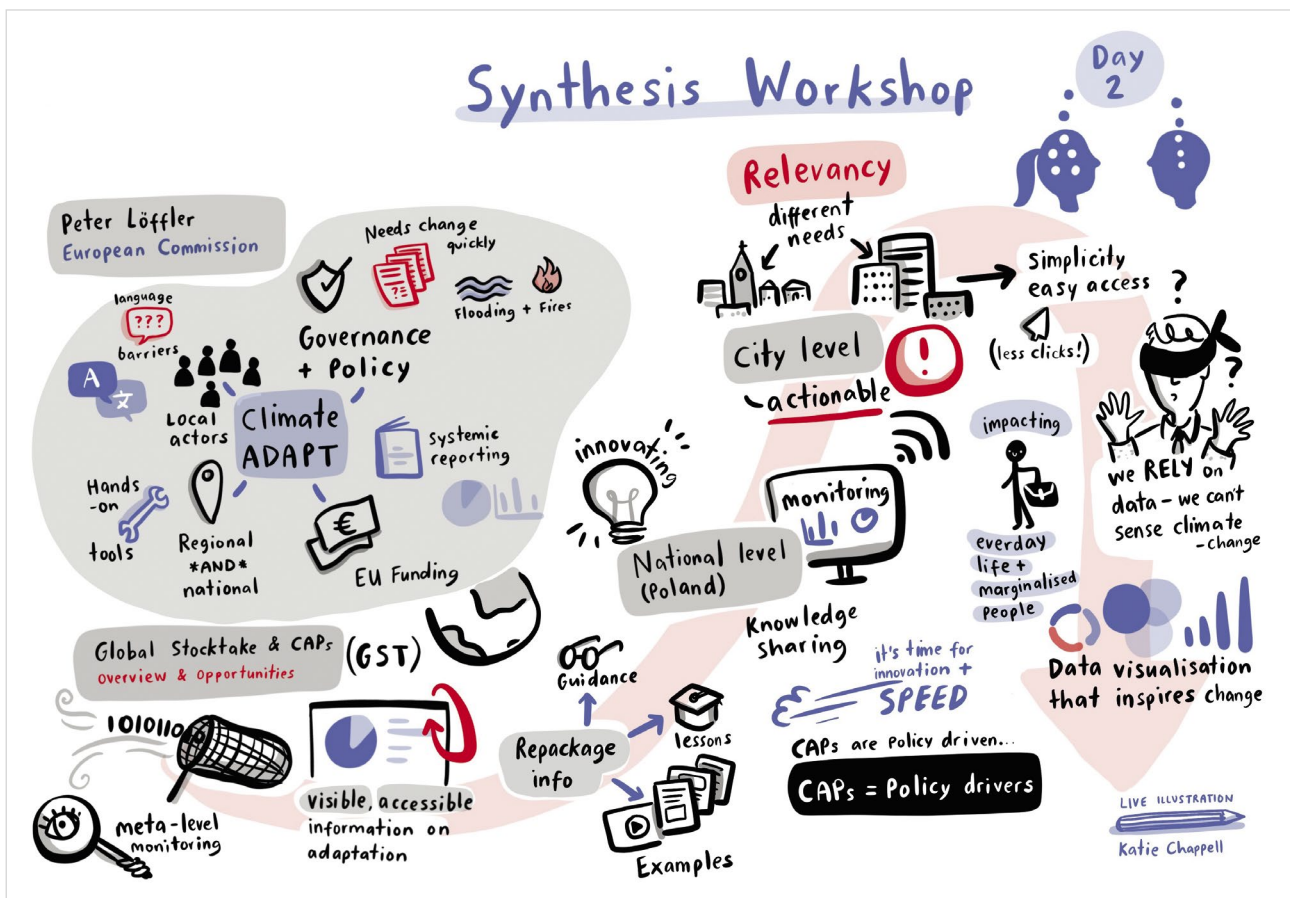 Synthesis Workshop
Day
2
Peter Löffler
European Commission
Needs change
quickly
??
Flooding + Fires
language
???
barriers
Governance
+ Policy
A
文
Local
actors
Climate
ADAPT
Systemic
reporting
Hands
-on
tools
Regional
*AND*
national
€
EU Funding
Global Stocktake & CAPs
Overview & Opportunities
(GST)
10101100
meta-level
monitoring
visible, accessible
information on
adaptation
innovating
National level
(Poland)
monitoring
Knowledge
sharing
Guidance
Repackage
info
lessons
Examples
it's time for
innovation +
SPEED
CAPs are Policy driven...
CAPs = Policy drivers
Relevancy
different
needs
City level
actionable
!
Simplicity
easy access
(less clicks!)
?
?
?
impacting
everday
life +
marginalised
people
we RELY on
data - we can't
sense climate
-change
Data visualisation
that inspires change
LIVE ILLUSTRATION
Katie Chappell